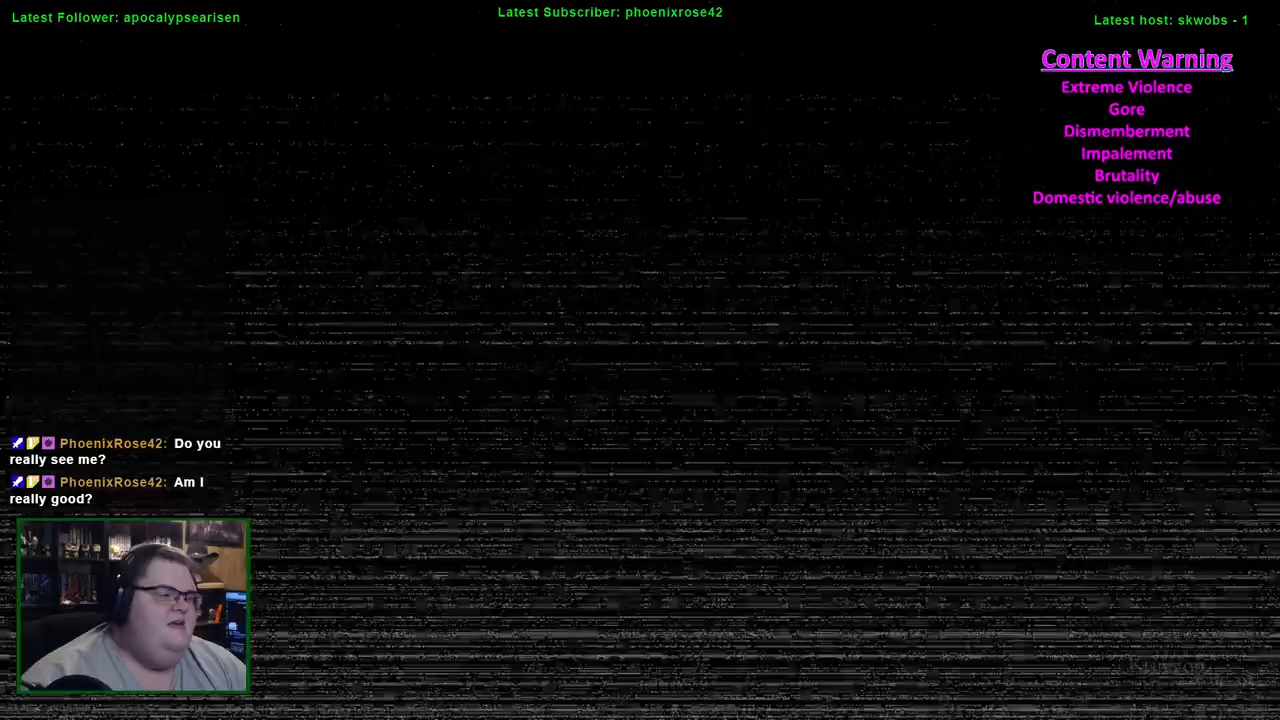 Latest Follower: apocalypsearisen
Latest Subscriber: phoenixrose42
Latest host: skwobs - 1
Content Warning
Extreme Violence
Gore
Dismemberment
Impalement
Brutality
Domestic violence/abuse
PhoenixRose42: Do you
really see me?
PhoenixRose42: Am I
really good?